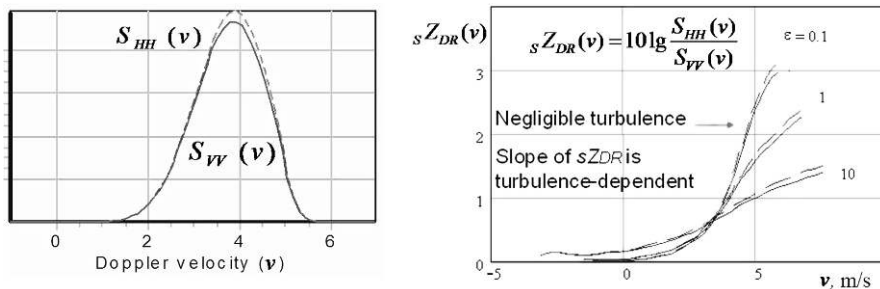 S_HH (v)
S_VV (v)
0 2 4 6
Doppler velocity (v)
sZ_DR(v)
sZ_DR(v) = 10lg S_HH(v)/S_VV(v)
ε = 0.1
3
Negligible turbulence
1
2
Slope of sZDR is
turbulence-dependent
10
1
0
-5 0 5
v, m/s